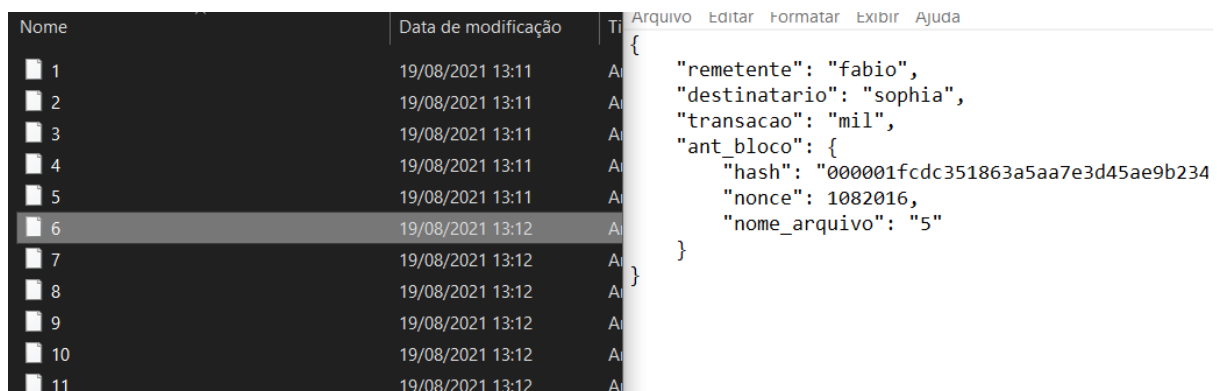 Nome Data de modificação Ti
1 19/08/2021 13:11 Ar
2 19/08/2021 13:11 Ar
3 19/08/2021 13:11 Ar
4 19/08/2021 13:11 Ar
5 19/08/2021 13:11 Ar
6 19/08/2021 13:12 Ar
7 19/08/2021 13:12 Ar
8 19/08/2021 13:12 Ar
9 19/08/2021 13:12 Ar
10 19/08/2021 13:12 Ar
11 19/08/2021 13:12 Ar
Arquivo Editar Formatar Exibir Ajuda
{
"remetente": "fabio",
"destinatario": "sophia",
"transacao": "mil",
"ant_bloco": {
"hash": "000001fcdc351863a5aa7e3d45ae9b234
"nonce": 1082016,
"nome_arquivo": "5"
}
}